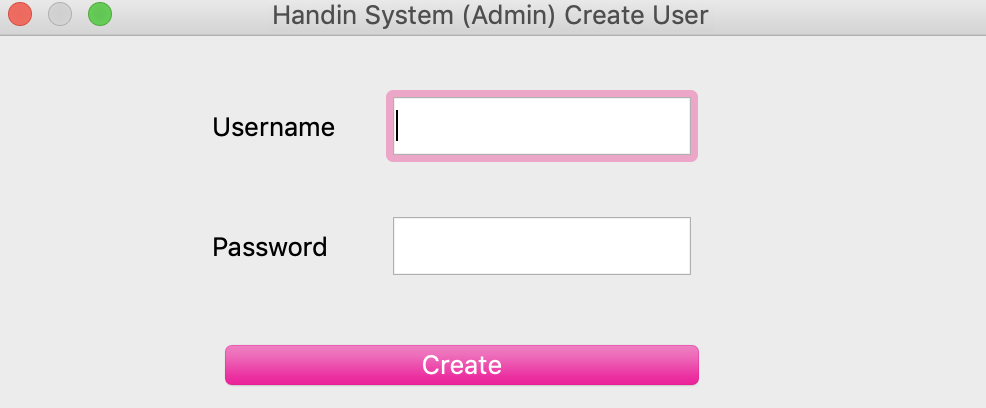 Handin System (Admin) Create User
Username
Password
Create